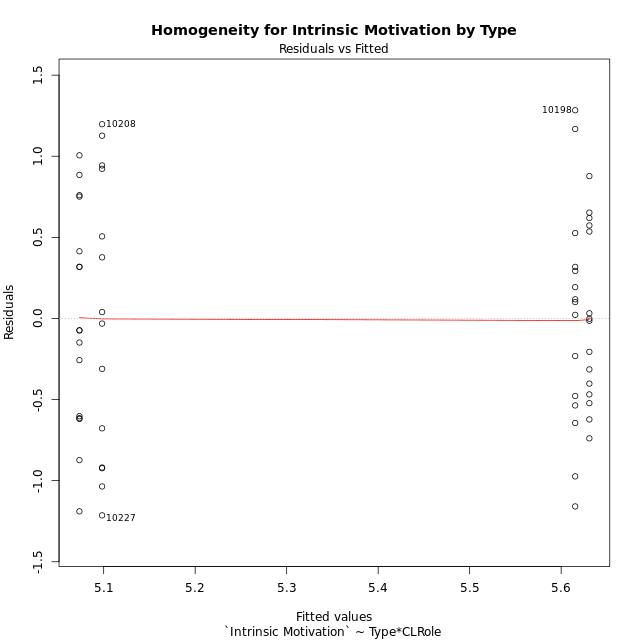 Homogeneity for Intrinsic Motivation by Type
Residuals vs Fitted
1.5
1.0
0.5
0.0
-0.5
-1.0
-1.5
Residuals
10208
10198
10227
5.1 5.2 5.3 5.4 5.5 5.6
Fitted values
`Intrinsic Motivation` ~ Type*CLRole